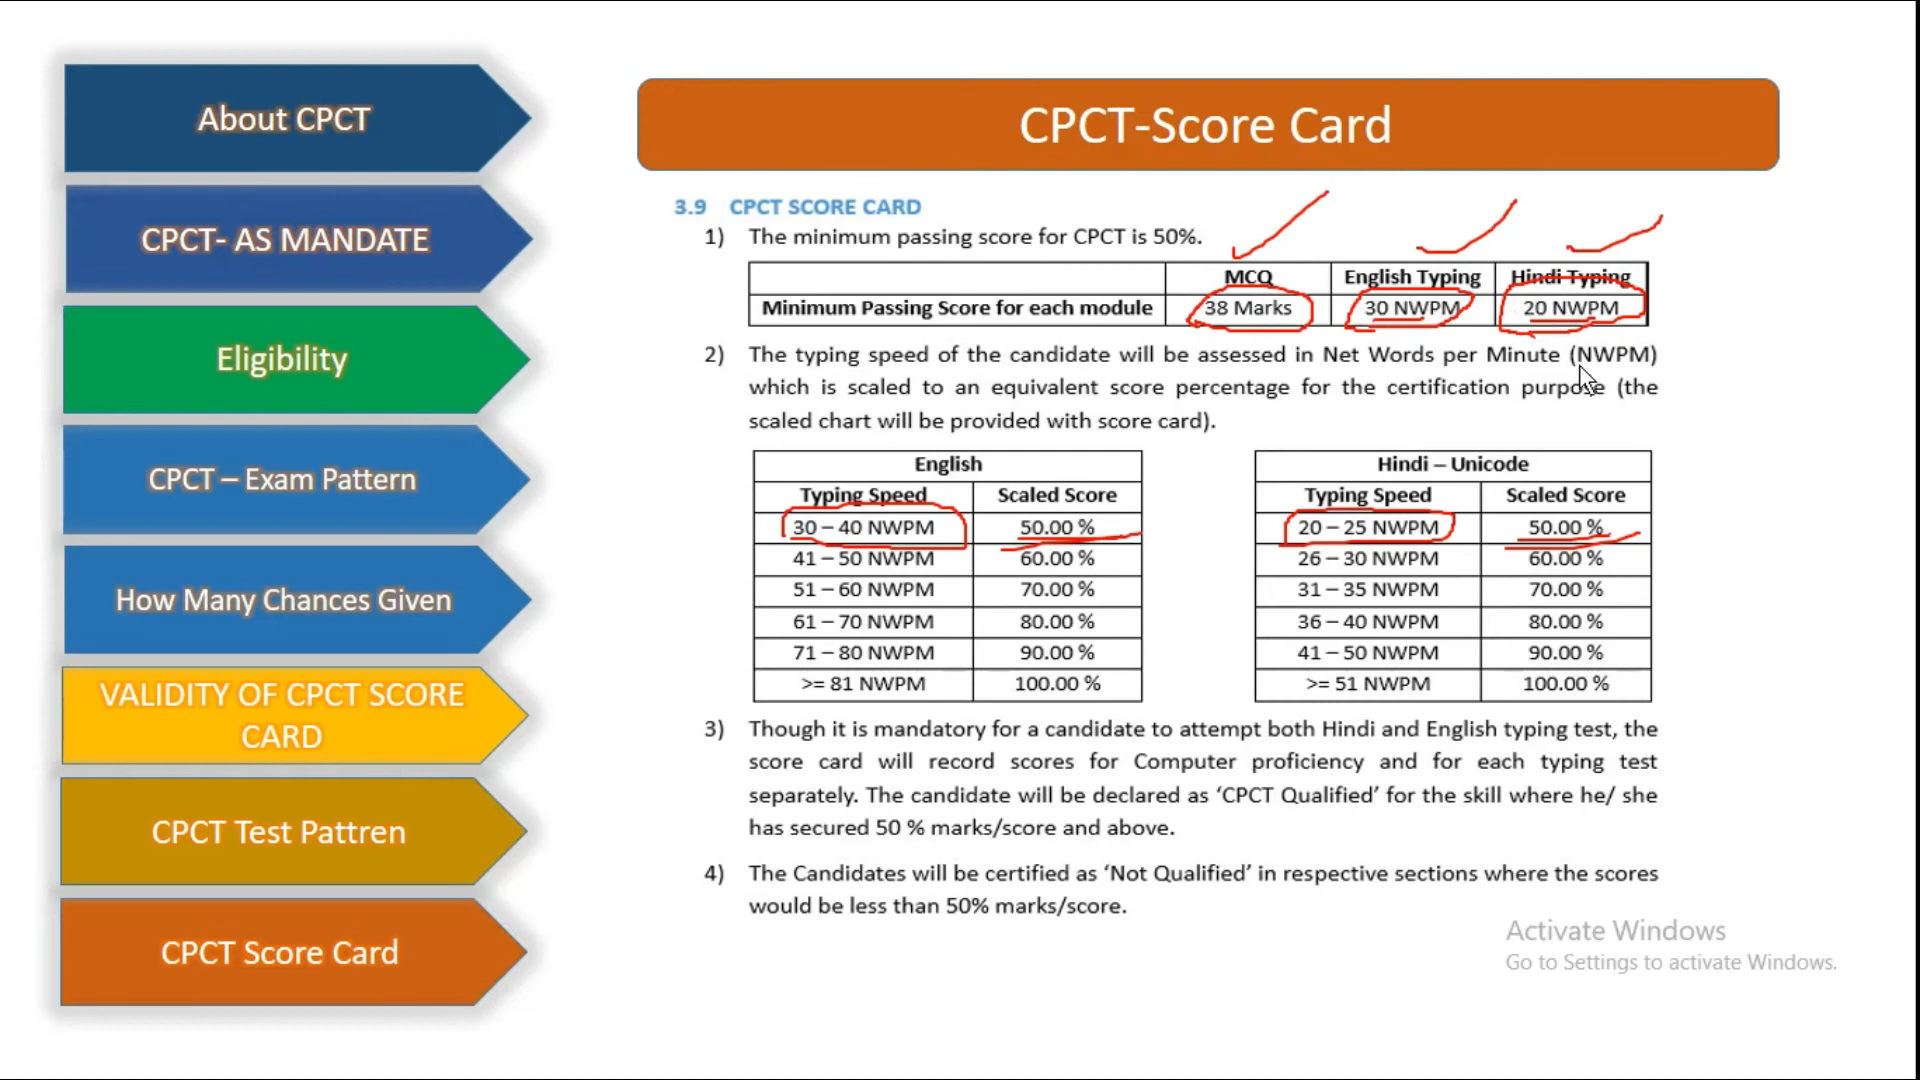 About CPCT
CPCT- AS MANDATE
Eligibility
CPCT – Exam Pattern
How Many Chances Given
VALIDITY OF CPCT SCORE
CARD
CPCT Test Pattren
CPCT Score Card
CPCT-Score Card
3.9 CPCT SCORE CARD
1) The minimum passing score for CPCT is 50%.
MCQ English Typing Hindi Typing
Minimum Passing Score for each module 38 Marks 30 NWPM 20 NWPM
2) The typing speed of the candidate will be assessed in Net Words per Minute (NWPM)
which is scaled to an equivalent score percentage for the certification purpose (the
scaled chart will be provided with score card).
English
Typing Speed Scaled Score
30 – 40 NWPM 50.00 %
41 – 50 NWPM 60.00 %
51 – 60 NWPM 70.00 %
61 – 70 NWPM 80.00 %
71 – 80 NWPM 90.00 %
>= 81 NWPM 100.00 %
Hindi – Unicode
Typing Speed Scaled Score
20 – 25 NWPM 50.00 %
26 – 30 NWPM 60.00 %
31 – 35 NWPM 70.00 %
36 – 40 NWPM 80.00 %
41 – 50 NWPM 90.00 %
>= 51 NWPM 100.00 %
3) Though it is mandatory for a candidate to attempt both Hindi and English typing test, the
score card will record scores for Computer proficiency and for each typing test
separately. The candidate will be declared as ‘CPCT Qualified’ for the skill where he/ she
has secured 50 % marks/score and above.
4) The Candidates will be certified as ‘Not Qualified’ in respective sections where the scores
would be less than 50% marks/score.
Activate Windows
Go to Settings to activate Windows.